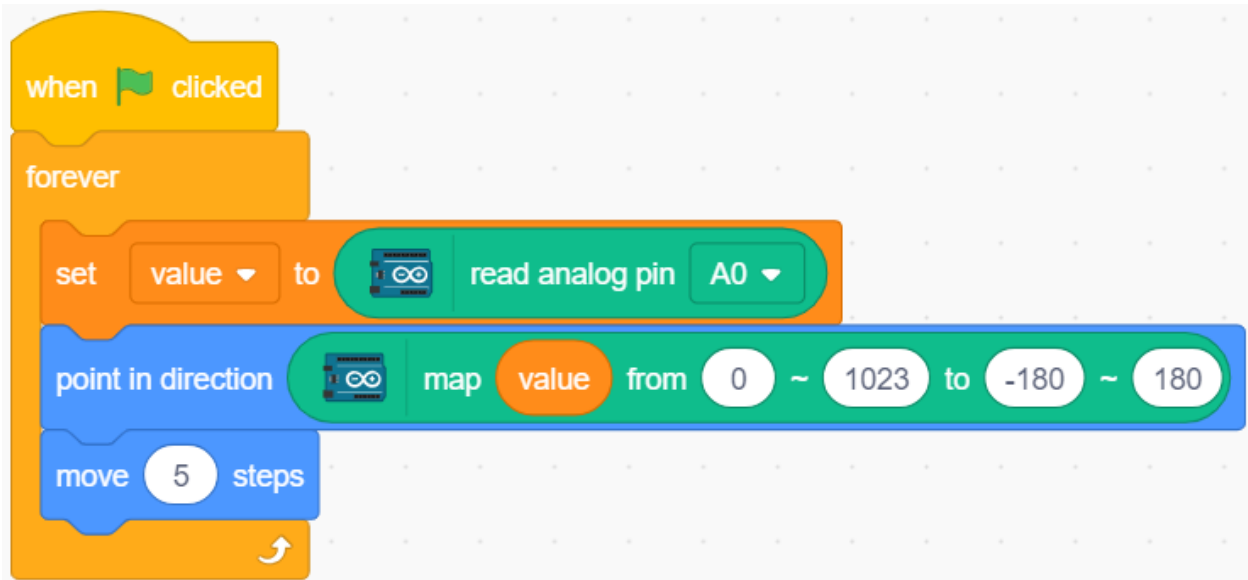 when clicked
forever
set value to read analog pin A0
point in direction map value from 0 ~ 1023 to -180 ~ 180
move 5 steps